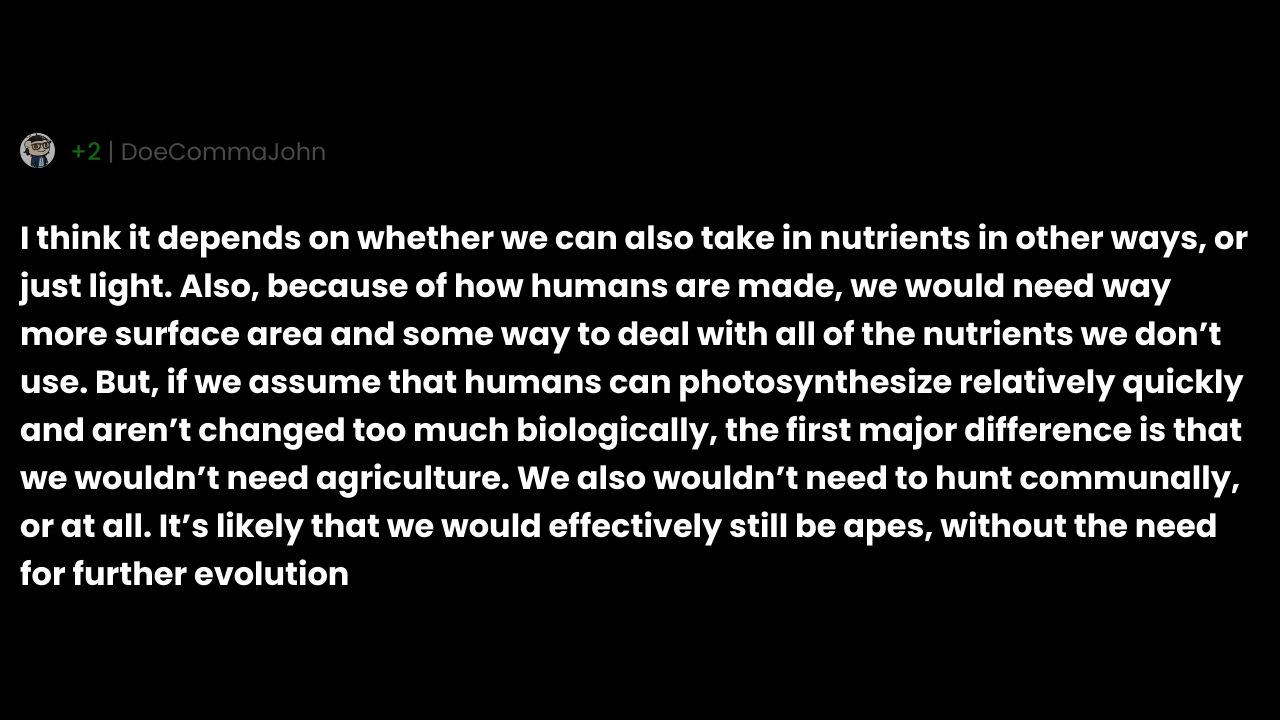 +2 | DoeCommaJohn
I think it depends on whether we can also take in nutrients in other ways, or
just light. Also, because of how humans are made, we would need way
more surface area and some way to deal with all of the nutrients we don’t
use. But, if we assume that humans can photosynthesize relatively quickly
and aren’t changed too much biologically, the first major difference is that
we wouldn’t need agriculture. We also wouldn’t need to hunt communally,
or at all. It’s likely that we would effectively still be apes, without the need
for further evolution